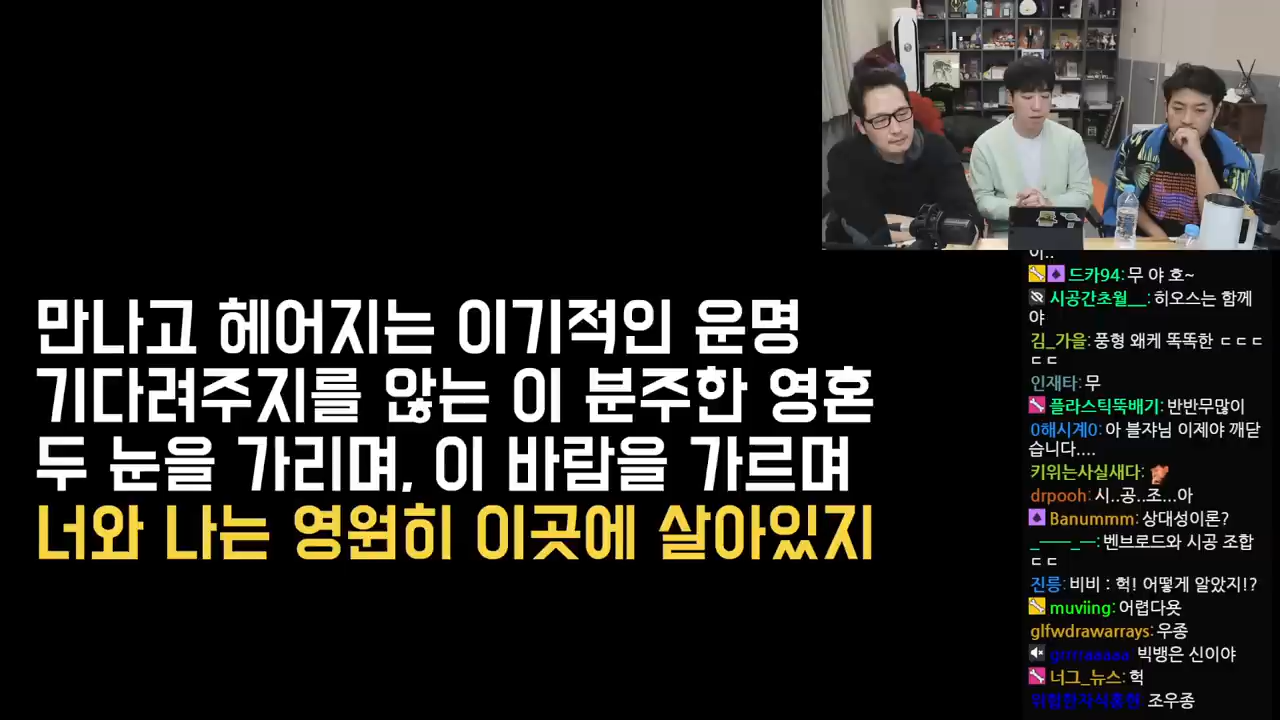 만나고 헤어지는 이기적인 운명
기다려주지를 않는 이 분주한 영혼
두 눈을 가리며, 이 바람을 가르며
너와 나는 영원히 이곳에 살아있지
이..
드카94: 무 야 호~
시공간초월__: 히오스는 함께
야
김_가을: 풍형 왜케 똑똑한 ㄷㄷㄷ
ㄷㄷ
인재타: 무
플라스틱뚝배기: 반반무많이
0해시계0: 아 블쟈님 이제야 깨닫
습니다....
키위는사실새다:
drpooh: 시..공..조...아
Banummm: 상대성이론?
_一一_一: 벤브로드와 시공 조합
ㄷㄷ
진릉: 비비 : 헉! 어떻게 알았지!?
muviing: 어렵다욧
glfwdrawarrays: 우종
grrrraaaaa: 빅뱅은 신이야
너그_뉴스: 헉
조우종